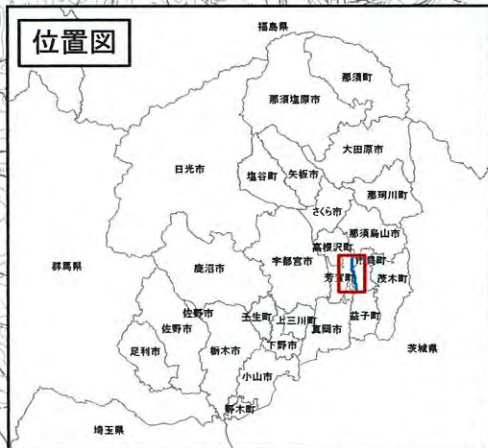 位置図
福島県
那須町
那須塩原市
大田原市
日光市
塩谷町
矢板市
那珂川町
さくら市
那須烏山市
高根沢町
群馬県
鹿沼市
宇都宮市
芳賀町
市貝町
茂木町
佐野市
壬生町
上三川町
真岡市
益子町
佐野市
下野市
足利市
栃木市
茨城県
小山市
野木町
埼玉県